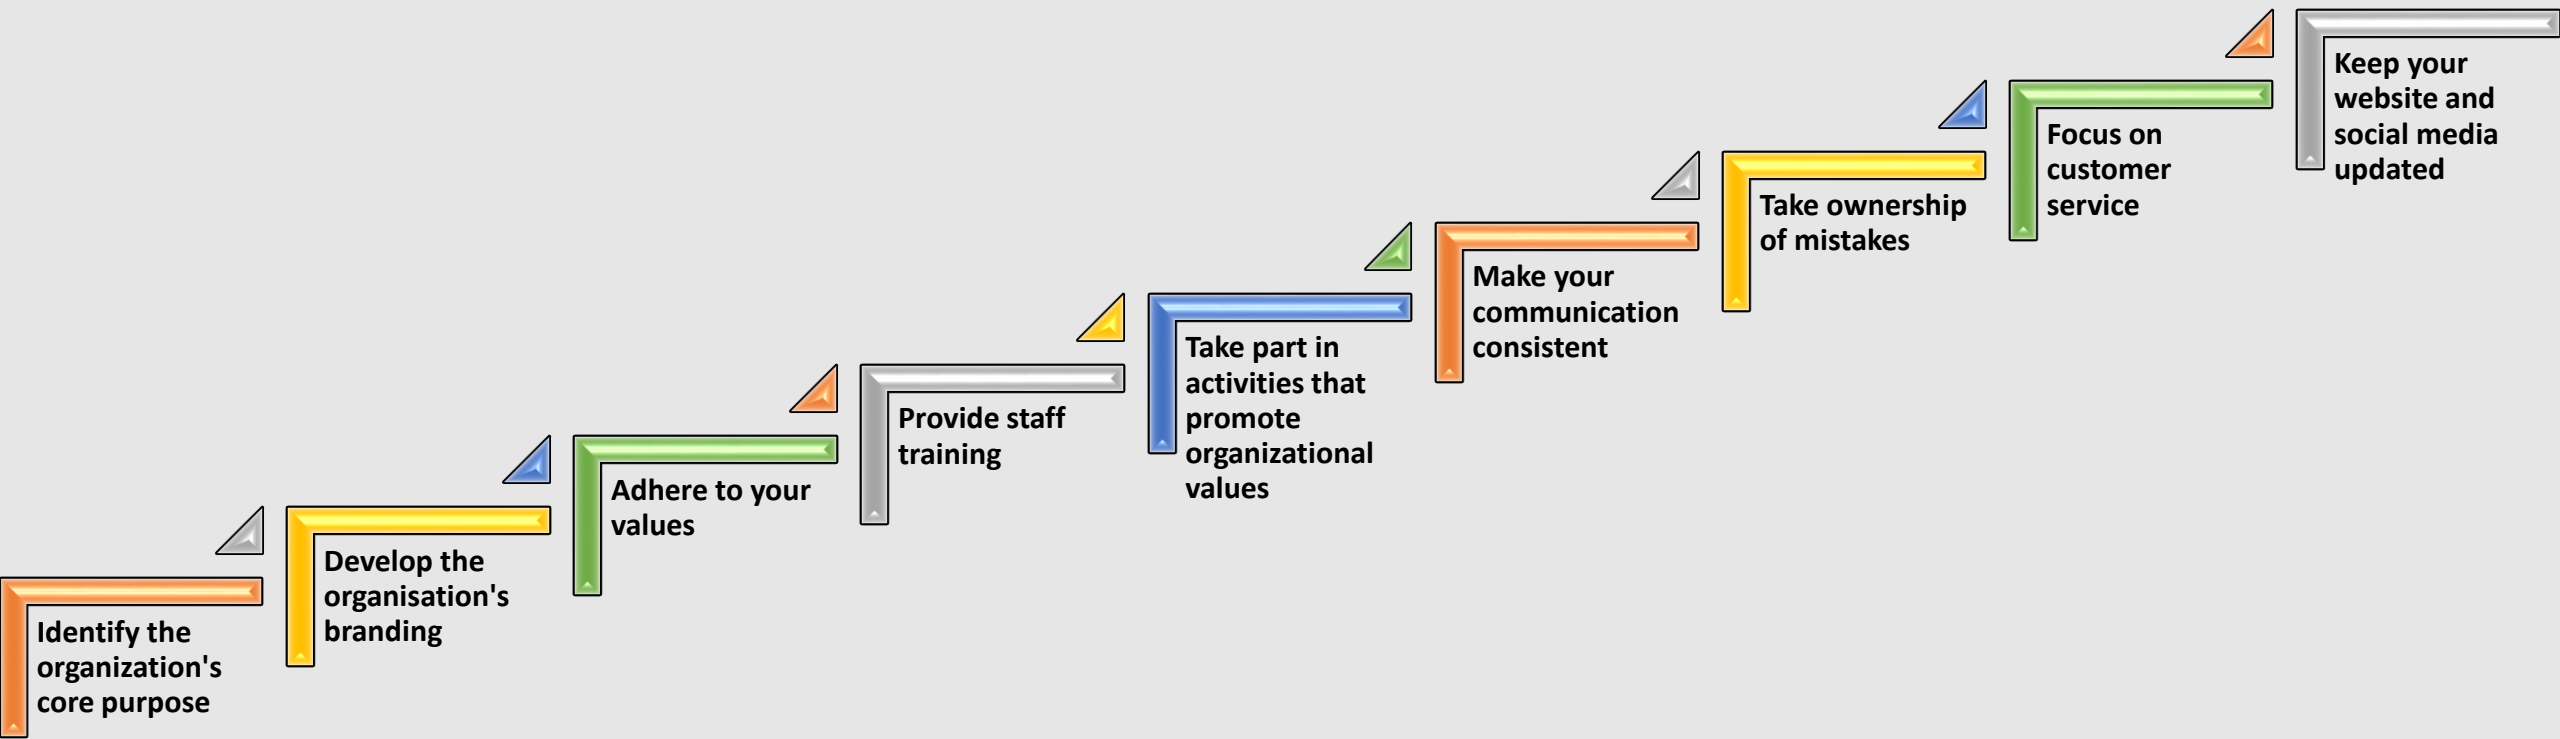 Identify the
organization's
core purpose
Develop the
organisation's
branding
Adhere to your
values
Provide staff
training
Take part in
activities that
promote
organizational
values
Make your
communication
consistent
Take ownership
of mistakes
Focus on
customer
service
Keep your
website and
social media
updated